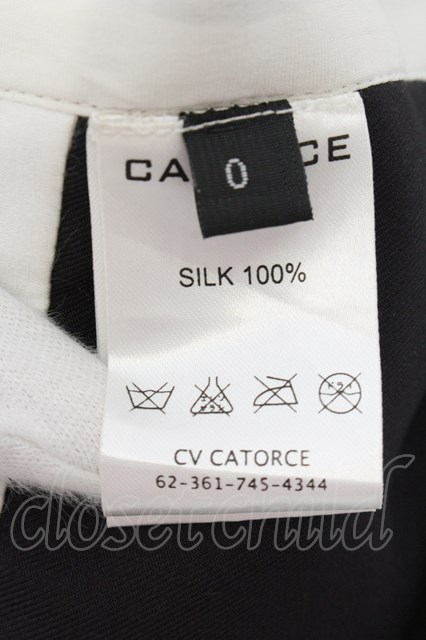 CA CE
0
SILK 100%
CV CATORCE
62-361-745-4344
closet child